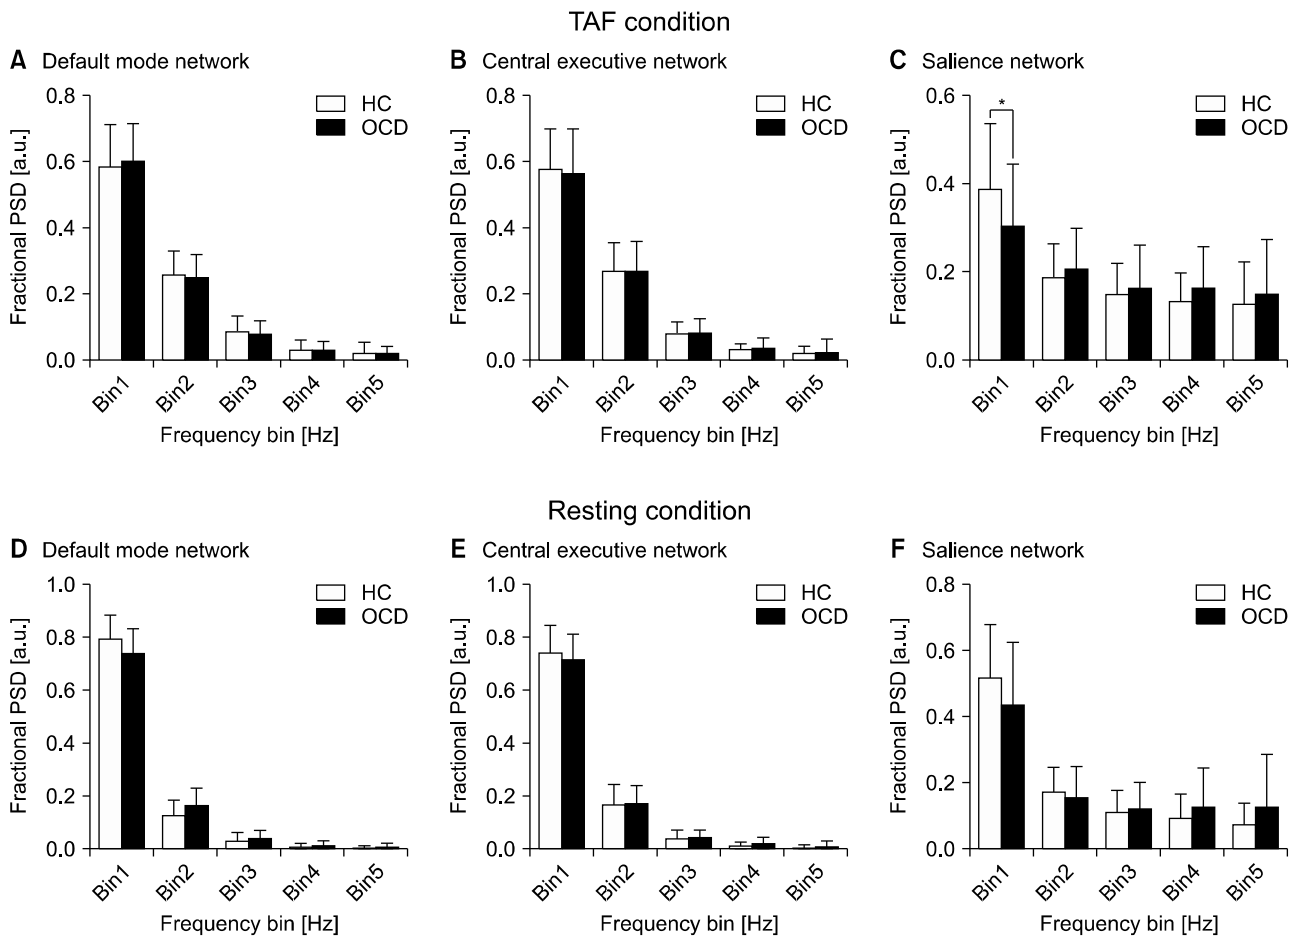 TAF condition
A Default mode network
0.8
0.6
0.4
0.2
0.0
Fractional PSD [a.u.]
HC
OCD
Bin1 Bin2 Bin3 Bin4 Bin5
Frequency bin [Hz]
B Central executive network
0.8
0.6
0.4
0.2
0.0
Fractional PSD [a.u.]
HC
OCD
Bin1 Bin2 Bin3 Bin4 Bin5
Frequency bin [Hz]
C Salience network
0.6
0.4
0.2
0.0
Fractional PSD [a.u.]
*
HC
OCD
Bin1 Bin2 Bin3 Bin4 Bin5
Frequency bin [Hz]
Resting condition
D Default mode network
1.0
0.8
0.6
0.4
0.2
0.0
Fractional PSD [a.u.]
HC
OCD
Bin1 Bin2 Bin3 Bin4 Bin5
Frequency bin [Hz]
E Central executive network
1.0
0.8
0.6
0.4
0.2
0.0
Fractional PSD [a.u.]
HC
OCD
Bin1 Bin2 Bin3 Bin4 Bin5
Frequency bin [Hz]
F Salience network
0.8
0.6
0.4
0.2
0.0
Fractional PSD [a.u.]
HC
OCD
Bin1 Bin2 Bin3 Bin4 Bin5
Frequency bin [Hz]